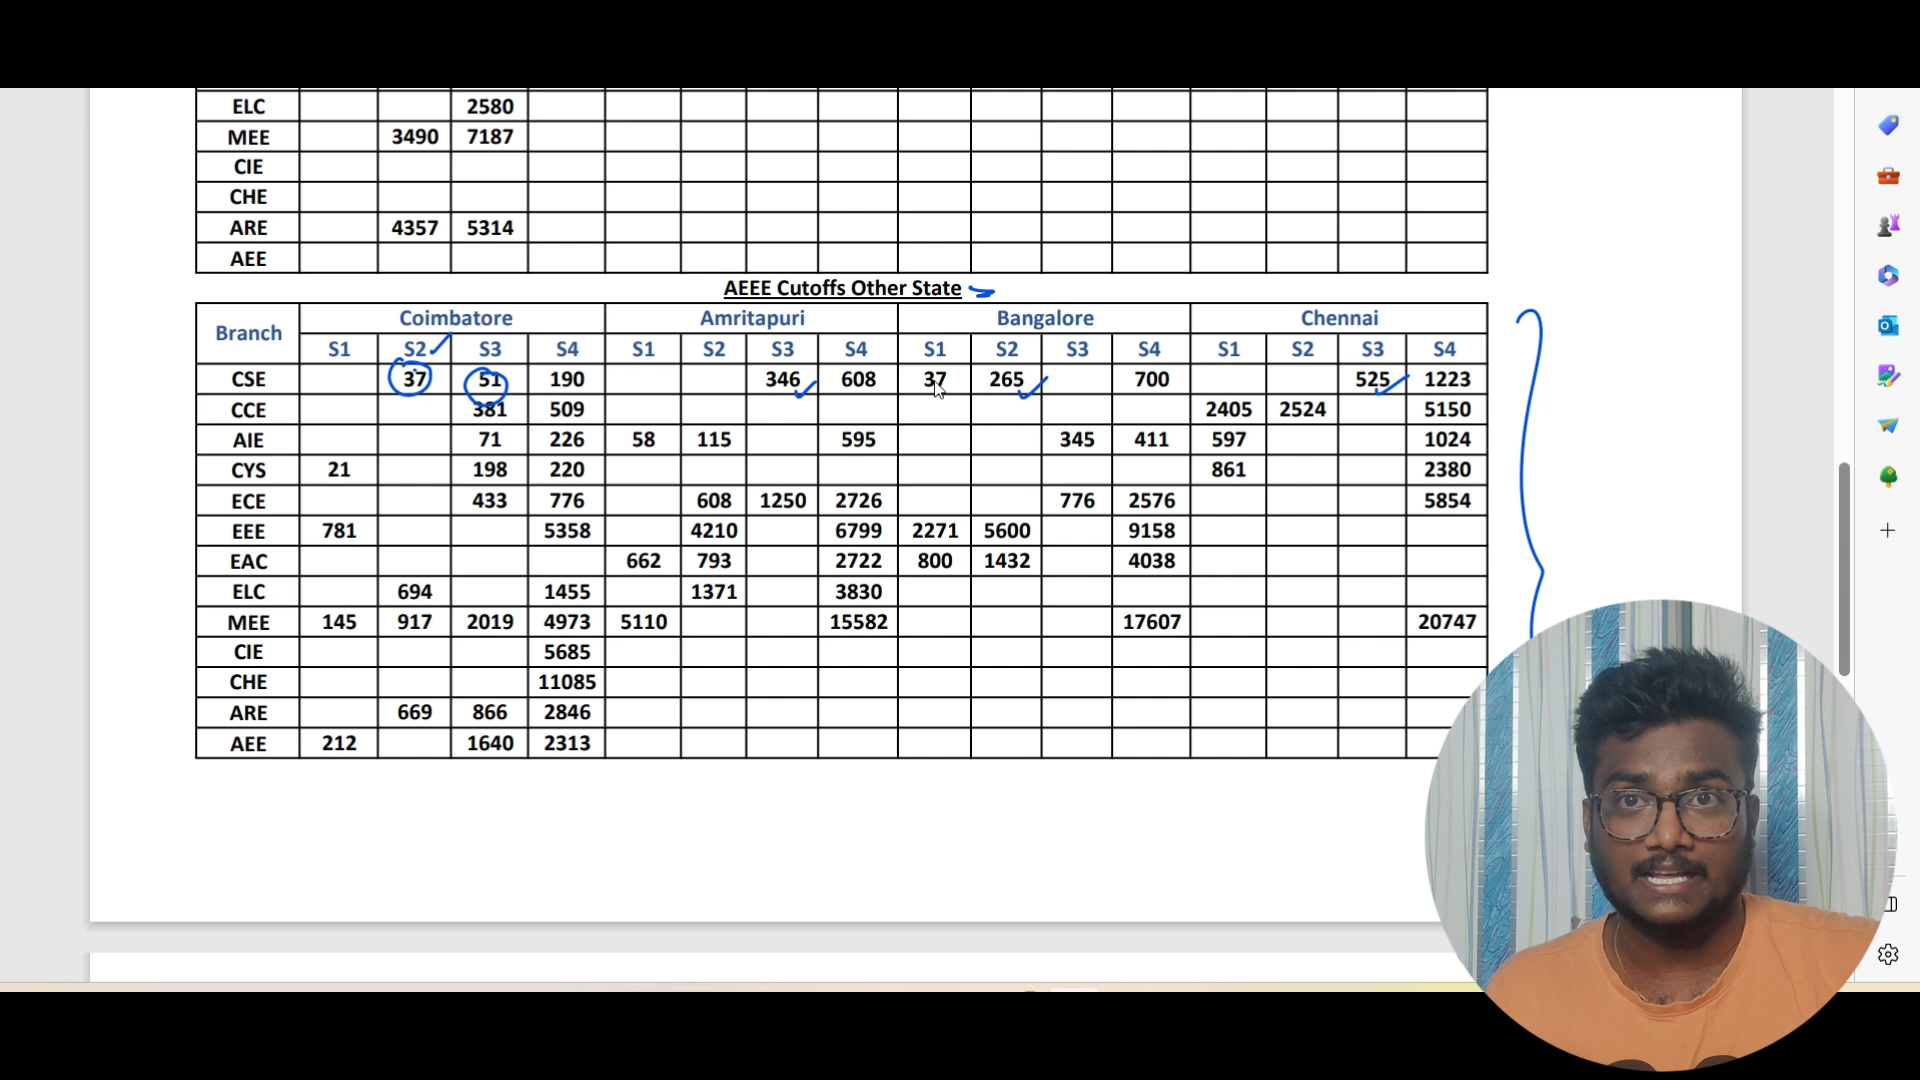 ELC 2580
MEE 3490 7187
CIE
CHE
ARE 4357 5314
AEE
AEEE Cutoffs Other State
Branch Coimbatore Amritapuri Bangalore Chennai
S1 S2 S3 S4 S1 S2 S3 S4 S1 S2 S3 S4 S1 S2 S3 S4
CSE 37 51 190 346 608 37 265 700 525 1223
CCE 381 509 2405 2524 5150
AIE 71 226 58 115 595 345 411 597 1024
CYS 21 198 220 861 2380
ECE 433 776 608 1250 2726 776 2576 5854
EEE 781 5358 4210 6799 2271 5600 9158
EAC 662 793 2722 800 1432 4038
ELC 694 1455 1371 3830
MEE 145 917 2019 4973 5110 15582 17607 20747
CIE 5685
CHE 11085
ARE 669 866 2846
AEE 212 1640 2313